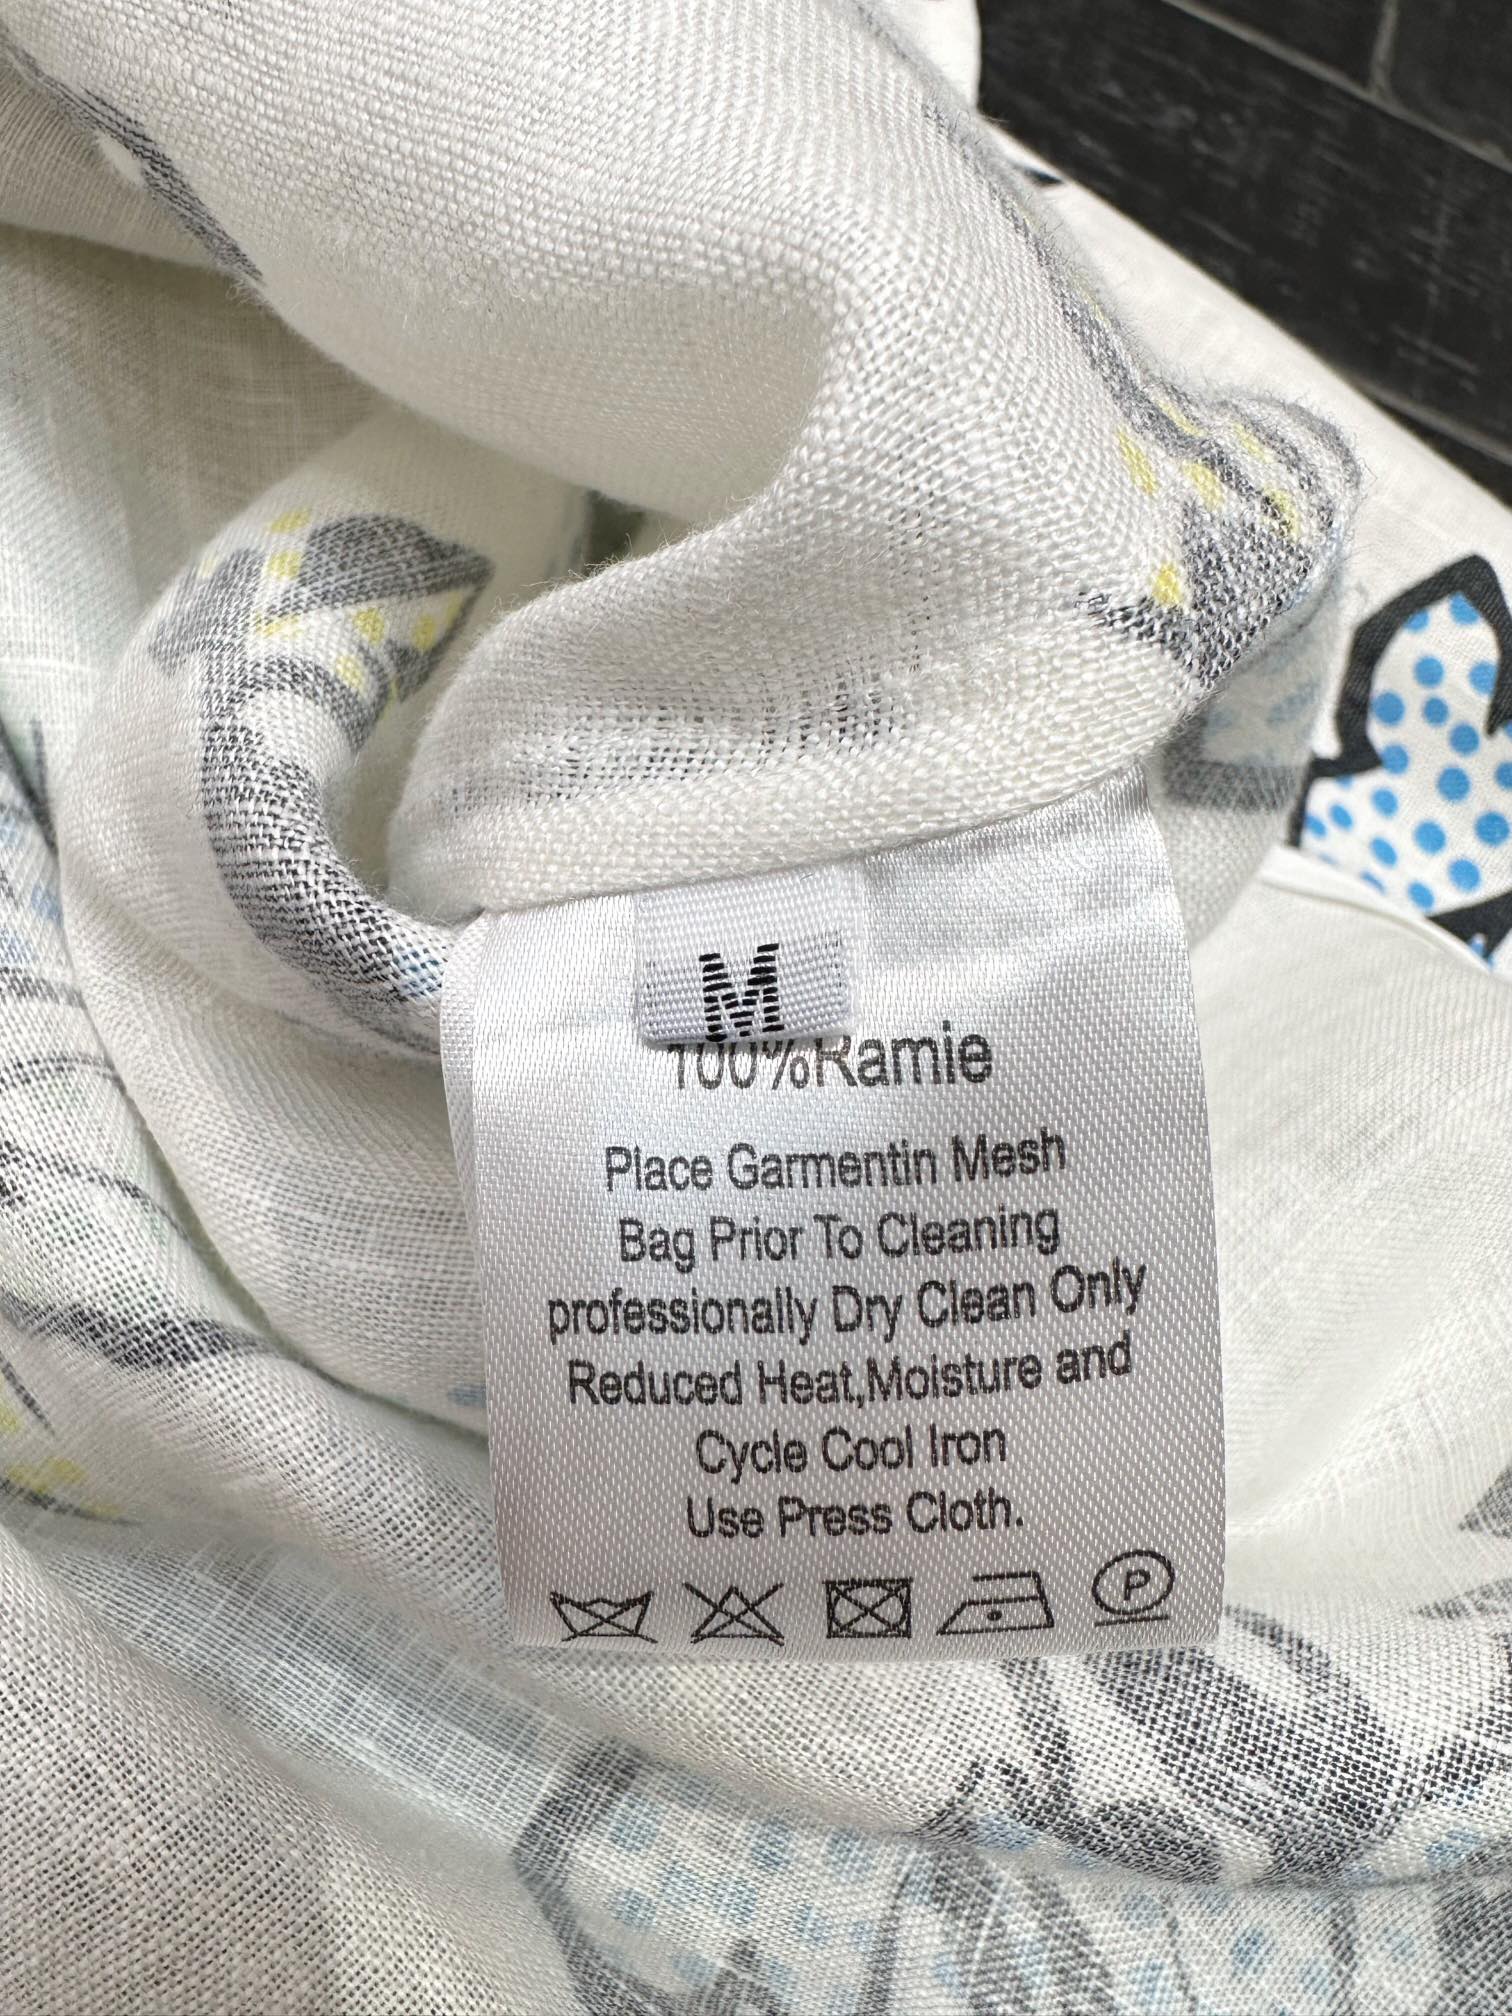 M
100%Ramie
Place Garmentin Mesh
Bag Prior To Cleaning
professionally Dry Clean Only
Reduced Heat,Moisture and
Cycle Cool Iron
Use Press Cloth.
P